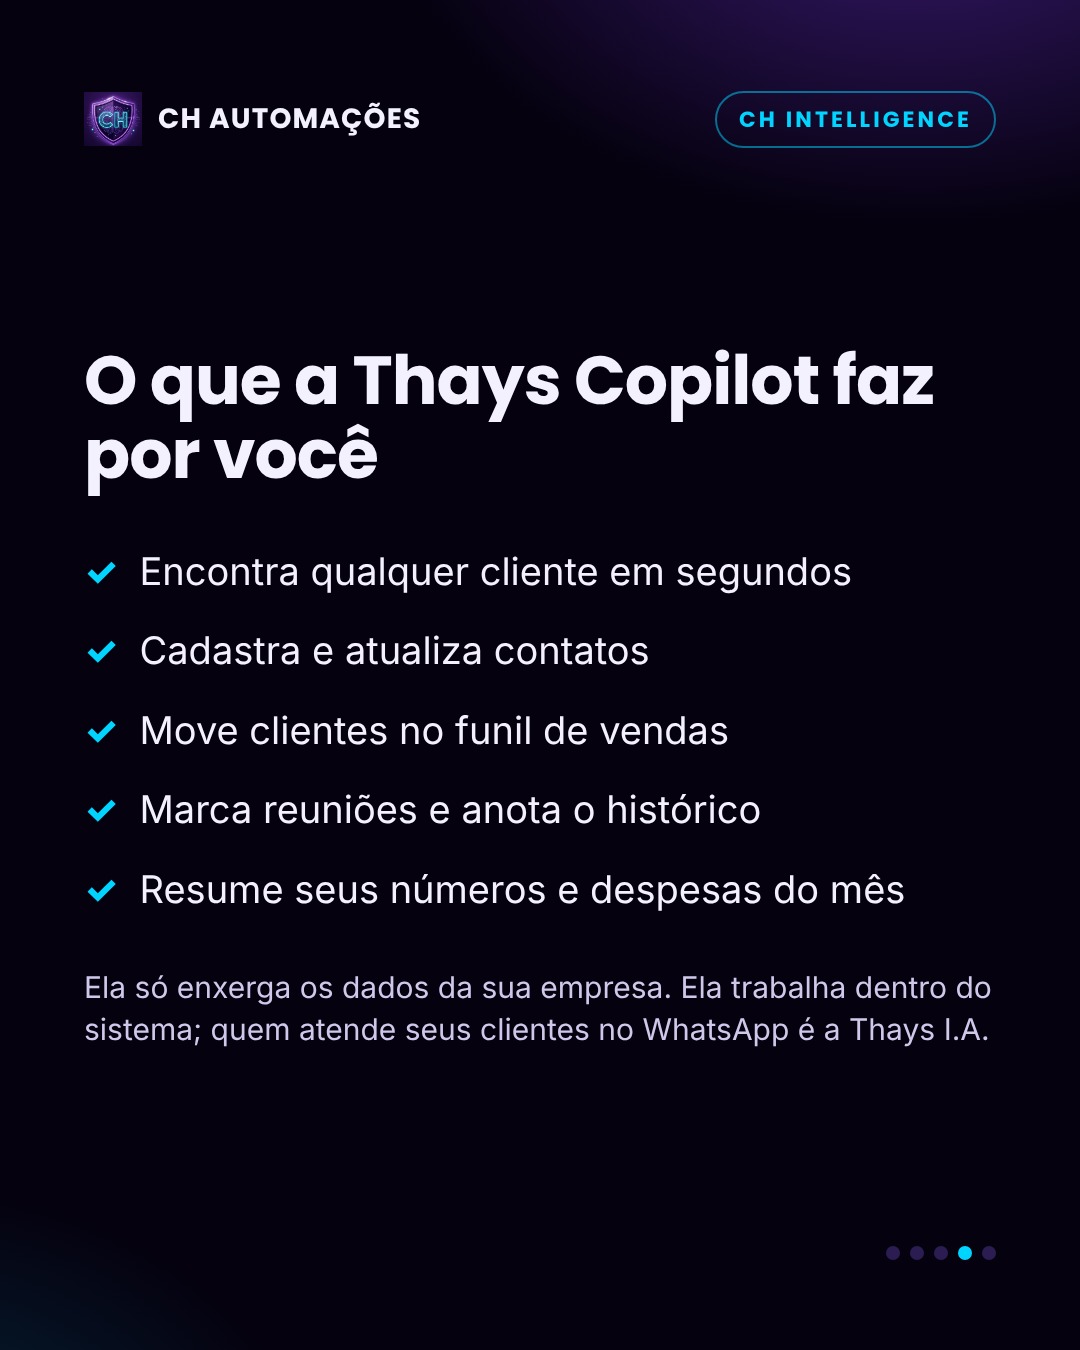 CH
CH AUTOMAÇÕES
CH INTELLIGENCE
O que a Thays Copilot faz
por você
Encontra qualquer cliente em segundos
Cadastra e atualiza contatos
Move clientes no funil de vendas
Marca reuniões e anota o histórico
Resume seus números e despesas do mês
Ela só enxerga os dados da sua empresa. Ela trabalha dentro do
sistema; quem atende seus clientes no WhatsApp é a Thays I.A.